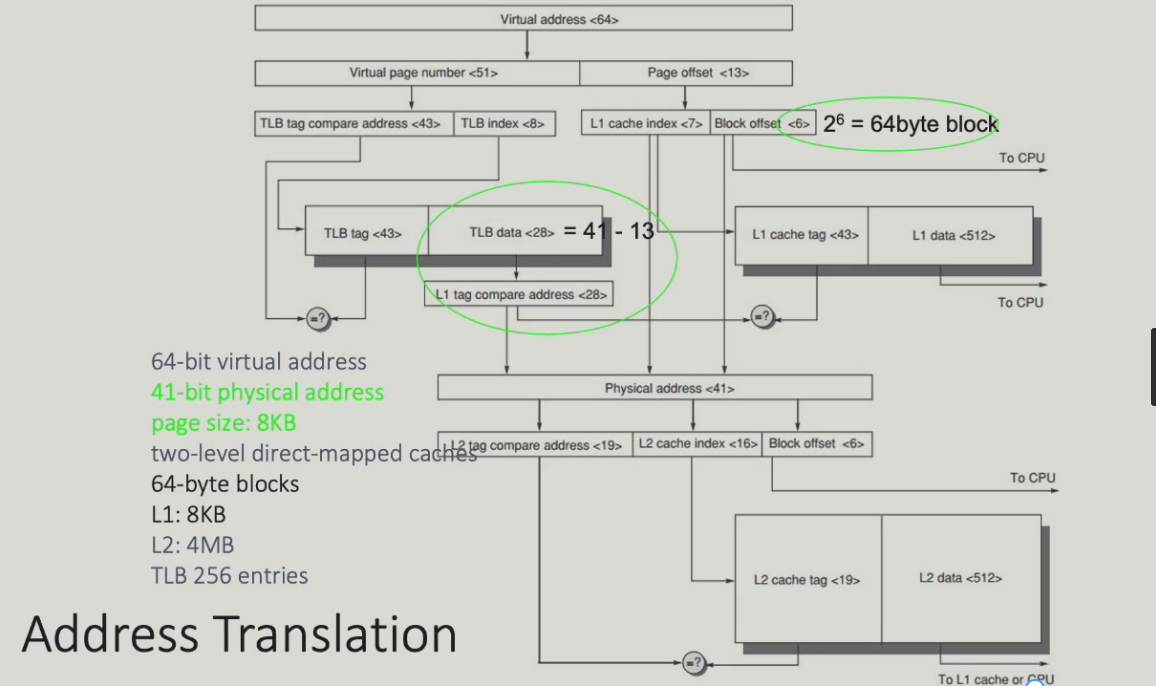 Virtual address <64>
Virtual page number <51>
Page offset <13>
TLB tag compare address <43>
TLB index <8>
L1 cache index <7>
Block offset <6>
2⁶ = 64byte block
To CPU
TLB tag <43>
TLB data <28>
= 41 - 13
L1 cache tag <43>
L1 data <512>
L1 tag compare address <28>
To CPU
=?
=?
64-bit virtual address
41-bit physical address
page size: 8KB
two-level direct-mapped caches
64-byte blocks
L1: 8KB
L2: 4MB
TLB 256 entries
Physical address <41>
L2 tag compare address <19>
L2 cache index <16>
Block offset <6>
To CPU
L2 cache tag <19>
L2 data <512>
Address Translation
=?
To L1 cache or CPU